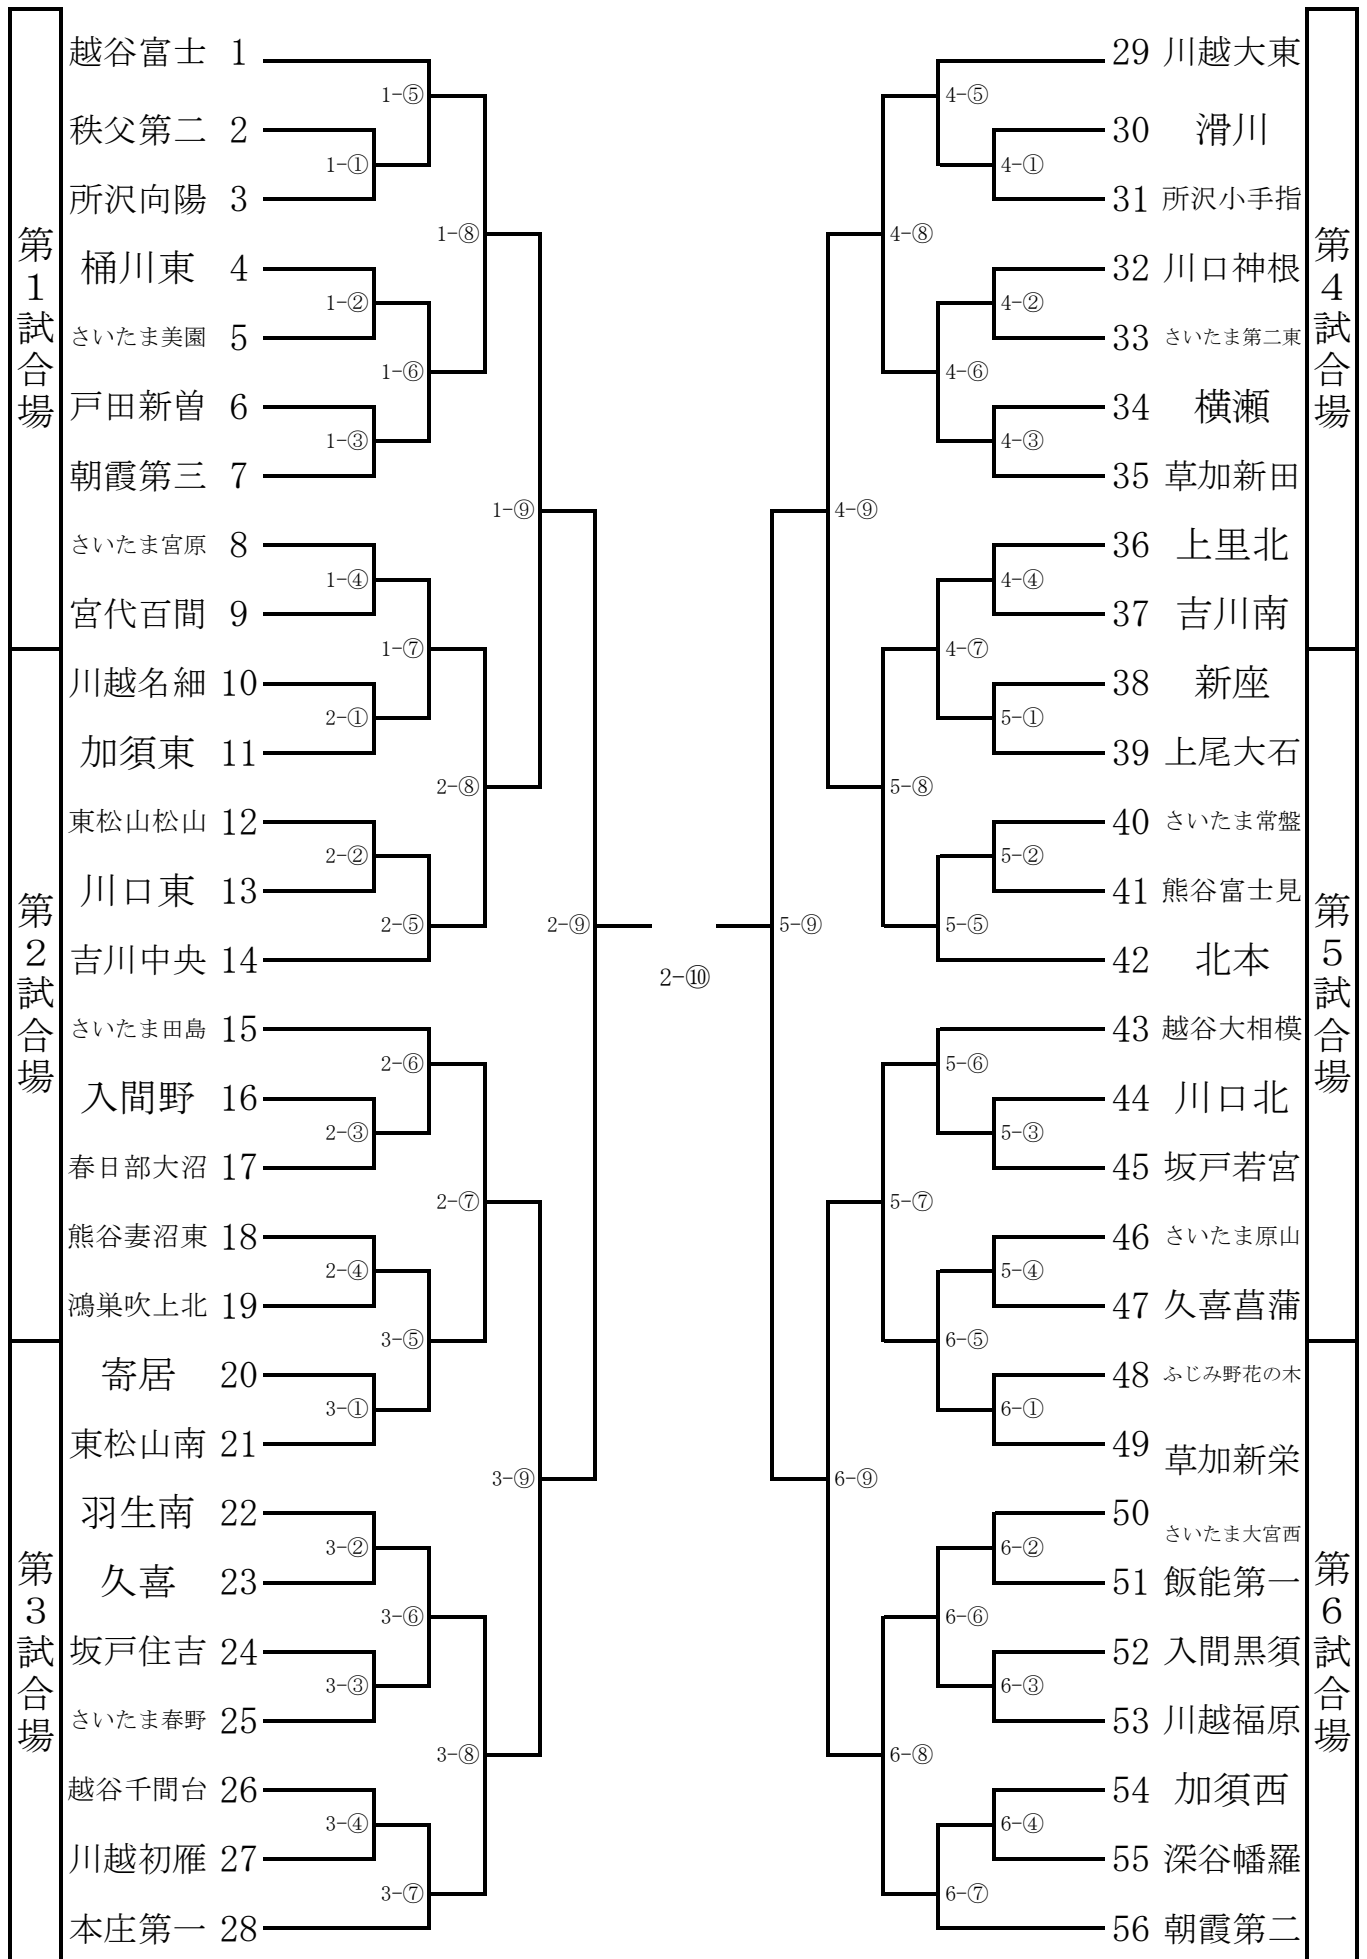 第1試合場
越谷富士 1
秩父第二 2
所沢向陽 3
桶川東 4
さいたま美園 5
戸田新曽 6
朝霞第三 7
さいたま宮原 8
宮代百間 9
第2試合場
川越名細 10
加須東 11
東松山松山 12
川口東 13
吉川中央 14
さいたま田島 15
入間野 16
春日部大沼 17
熊谷妻沼東 18
鴻巣吹上北 19
第3試合場
寄居 20
東松山南 21
羽生南 22
久喜 23
坂戸住吉 24
さいたま春野 25
越谷千間台 26
川越初雁 27
本庄第一 28
1-⑤
1-①
1-⑧
1-②
1-⑥
1-③
1-⑨
1-④
1-⑦
2-①
2-⑧
2-②
2-⑤
2-⑨
2-⑥
2-③
2-⑦
2-④
3-⑤
3-①
3-⑨
3-②
3-⑥
3-③
3-⑧
3-④
3-⑦
2-⑩
4-⑤
4-①
4-⑧
4-②
4-⑥
4-③
4-⑨
4-④
4-⑦
5-①
5-⑧
5-②
5-⑤
5-⑨
5-⑥
5-③
5-⑦
5-④
6-⑤
6-①
6-⑨
6-②
6-⑥
6-③
6-⑧
6-④
6-⑦
29 川越大東
30 滑川
31 所沢小手指
32 川口神根
33 さいたま第二東
34 横瀬
35 草加新田
36 上里北
37 吉川南
第4試合場
38 新座
39 上尾大石
40 さいたま常盤
41 熊谷富士見
42 北本
43 越谷大相模
44 川口北
45 坂戸若宮
46 さいたま原山
47 久喜菖蒲
第5試合場
48 ふじみ野花の木
49 草加新栄
50 さいたま大宮西
51 飯能第一
52 入間黒須
53 川越福原
54 加須西
55 深谷幡羅
56 朝霞第二
第6試合場